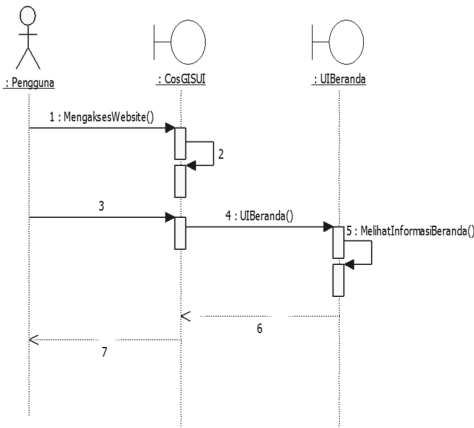 : Pengguna
: CosGISUI
: UIBeranda
1 : MengaksesWebsite()
2
3
4 : UIBeranda()
5 : MelihatInformasiBeranda()
6
7